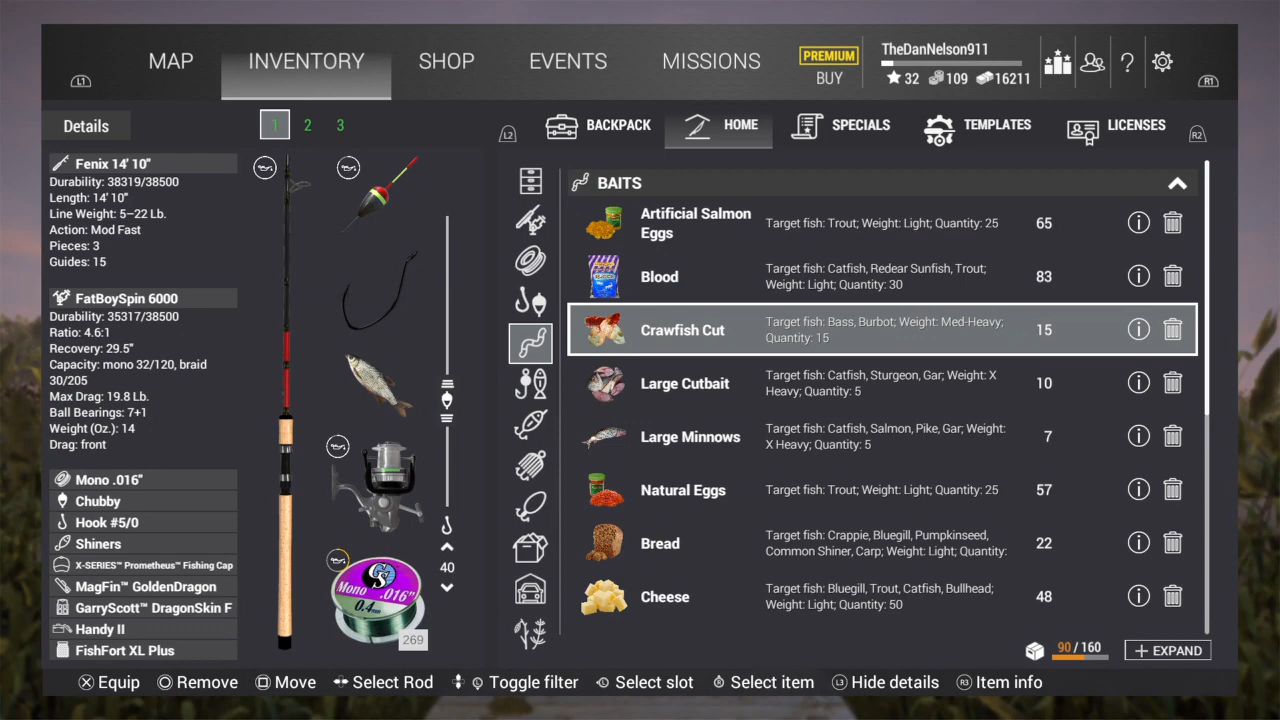 MAP
INVENTORY
SHOP
EVENTS
MISSIONS
PREMIUM
BUY
TheDanNelson911
32 109 16211
L1
R1
Details
1 2 3
L2
BACKPACK
HOME
SPECIALS
TEMPLATES
LICENSES
R2
Fenix 14' 10"
Durability: 38319/38500
Length: 14' 10"
Line Weight: 5–22 Lb.
Action: Mod Fast
Pieces: 3
Guides: 15
FatBoySpin 6000
Durability: 35317/38500
Ratio: 4.6:1
Recovery: 29.5"
Capacity: mono 32/120, braid
30/205
Max Drag: 19.8 Lb.
Ball Bearings: 7+1
Weight (Oz.): 14
Drag: front
Mono .016"
Chubby
Hook #5/0
Shiners
X-SERIES™ Prometheus™ Fishing Cap
MagFin™ GoldenDragon
GarryScott™ DragonSkin F
Handy II
FishFort XL Plus
40
Mono .016"
0.4mm
269
BAITS
Artificial Salmon
Eggs
Target fish: Trout; Weight: Light; Quantity: 25
65
Blood
Target fish: Catfish, Redear Sunfish, Trout;
Weight: Light; Quantity: 30
83
Crawfish Cut
Target fish: Bass, Burbot; Weight: Med-Heavy;
Quantity: 15
15
Large Cutbait
Target fish: Catfish, Sturgeon, Gar; Weight: X
Heavy; Quantity: 5
10
Large Minnows
Target fish: Catfish, Salmon, Pike, Gar; Weight:
X Heavy; Quantity: 5
7
Natural Eggs
Target fish: Trout; Weight: Light; Quantity: 25
57
Bread
Target fish: Crappie, Bluegill, Pumpkinseed,
Common Shiner, Carp; Weight: Light; Quantity:
22
Cheese
Target fish: Bluegill, Trout, Catfish, Bullhead;
Weight: Light; Quantity: 50
48
90 / 160
+ EXPAND
Equip
Remove
Move
Select Rod
Toggle filter
Select slot
Select item
L3 Hide details
R3 Item info